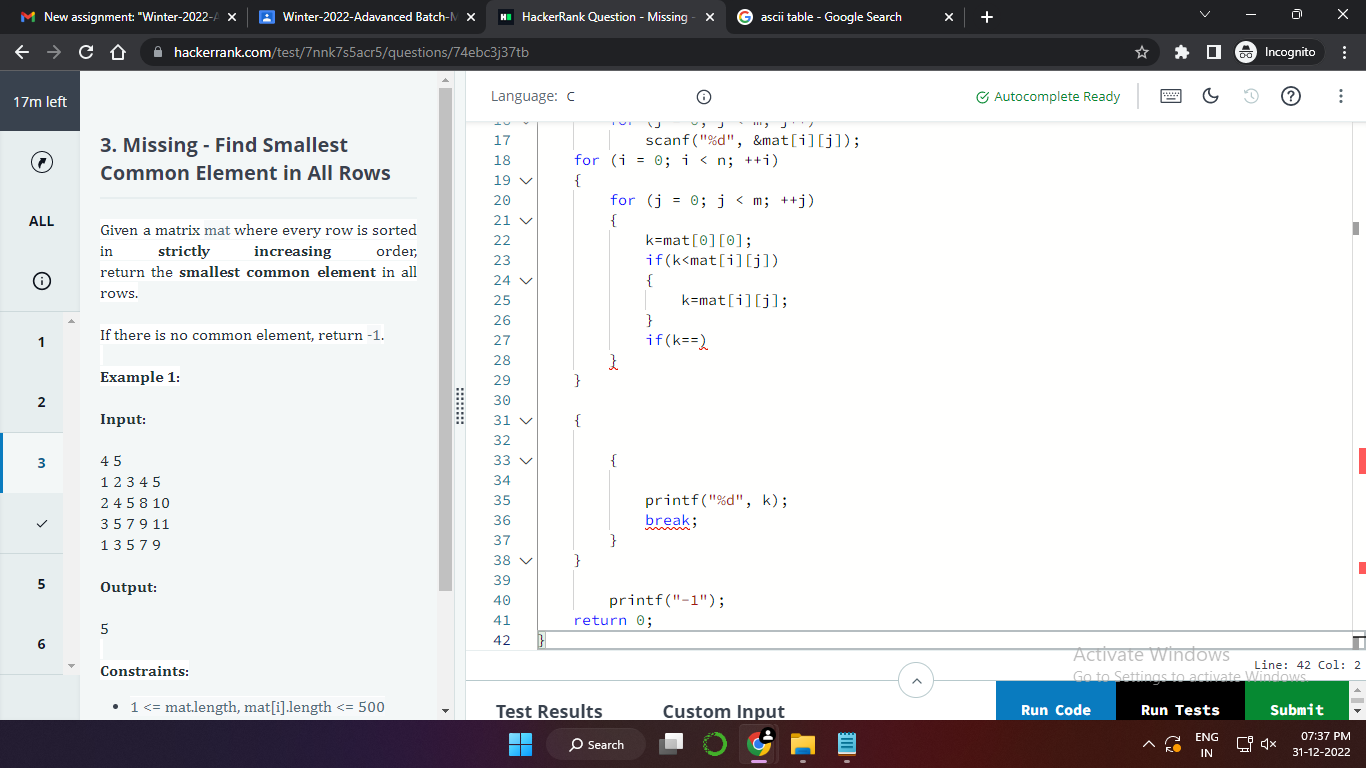 New assignment: "Winter-2022-A
Winter-2022-Adavanced Batch-M
HackerRank Question - Missing -
ascii table - Google Search
hackerrank.com/test/7nnk7s5acr5/questions/74ebc3j37tb
Incognito
17m left
ALL
1
2
3
5
6
3. Missing - Find Smallest
Common Element in All Rows
Given a matrix mat where every row is sorted
in strictly increasing order,
return the smallest common element in all
rows.
If there is no common element, return -1.
Example 1:
Input:
4 5
1 2 3 4 5
2 4 5 8 10
3 5 7 9 11
1 3 5 7 9
Output:
5
Constraints:
• 1 <= mat.length, mat[i].length <= 500
Language: C
Autocomplete Ready
16 for (j = 0; j < m; j++)
17 scanf("%d", &mat[i][j]);
18 for (i = 0; i < n; ++i)
19 {
20 for (j = 0; j < m; ++j)
21 {
22 k=mat[0][0];
23 if(k<mat[i][j])
24 {
25 k=mat[i][j];
26 }
27 if(k==)
28 }
29 }
30
31 {
32
33 {
34
35 printf("%d", k);
36 break;
37 }
38 }
39
40 printf("-1");
41 return 0;
42 }
Activate Windows
Go to Settings to activate Windows.
Line: 42 Col: 2
Test Results
Custom Input
Run Code
Run Tests
Submit
Search
ENG
IN
07:37 PM
31-12-2022